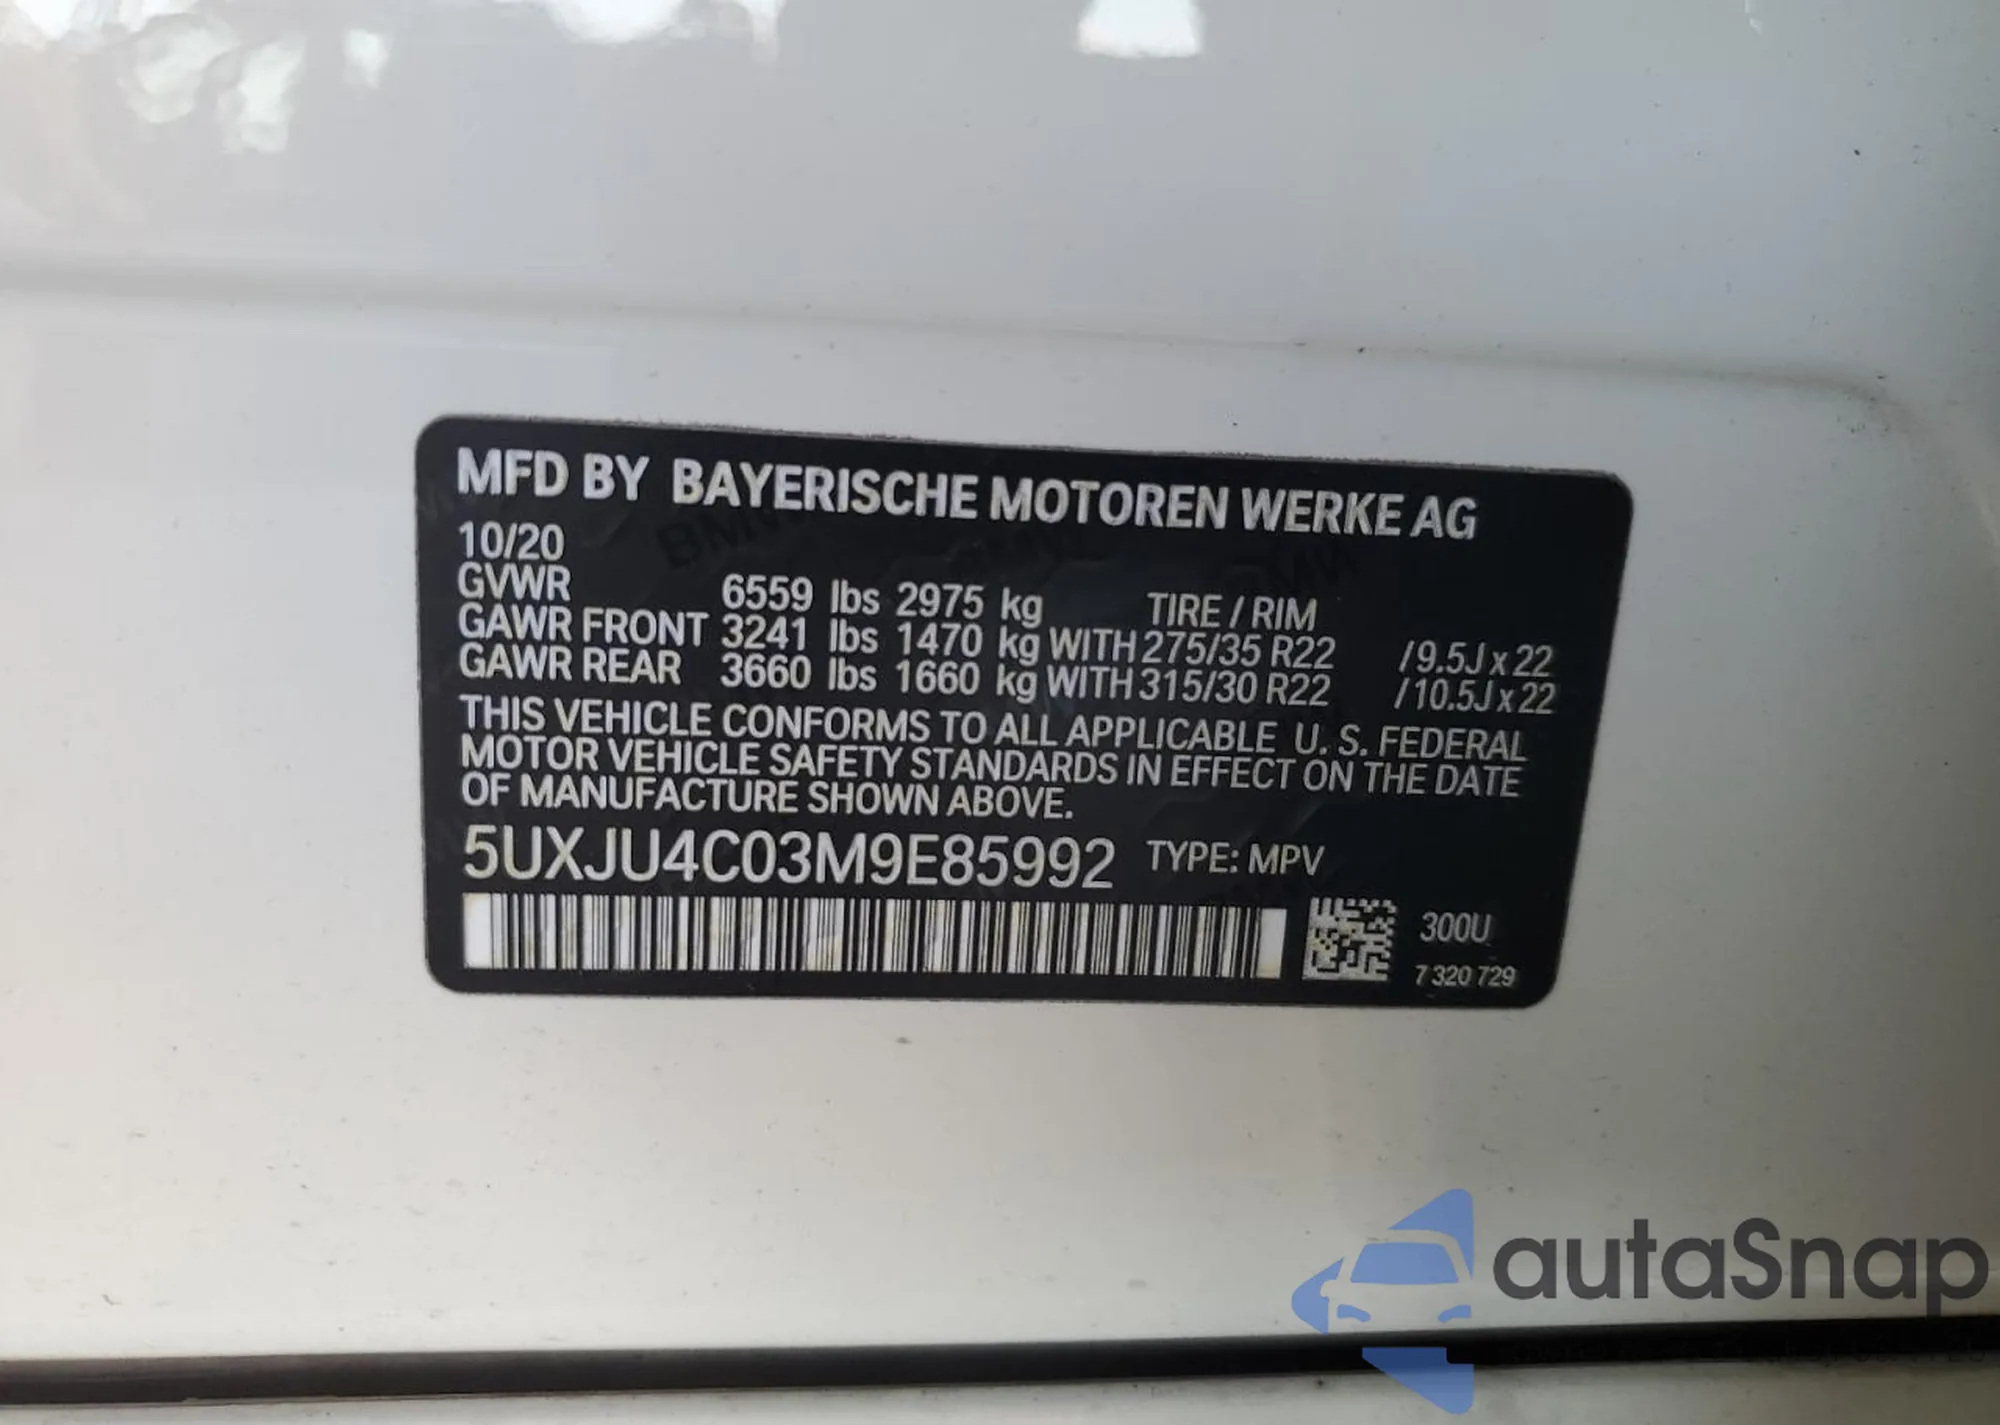 MFD BY BAYERISCHE MOTOREN WERKE AG
10/20
GVWR 6559 lbs 2975 kg TIRE / RIM
GAWR FRONT 3241 lbs 1470 kg WITH 275/35 R22 /9.5J x 22
GAWR REAR 3660 lbs 1660 kg WITH 315/30 R22 /10.5J x 22
THIS VEHICLE CONFORMS TO ALL APPLICABLE U. S. FEDERAL
MOTOR VEHICLE SAFETY STANDARDS IN EFFECT ON THE DATE
OF MANUFACTURE SHOWN ABOVE.
5UXJU4C03M9E85992 TYPE: MPV
300U
7 320 729
autaSnap